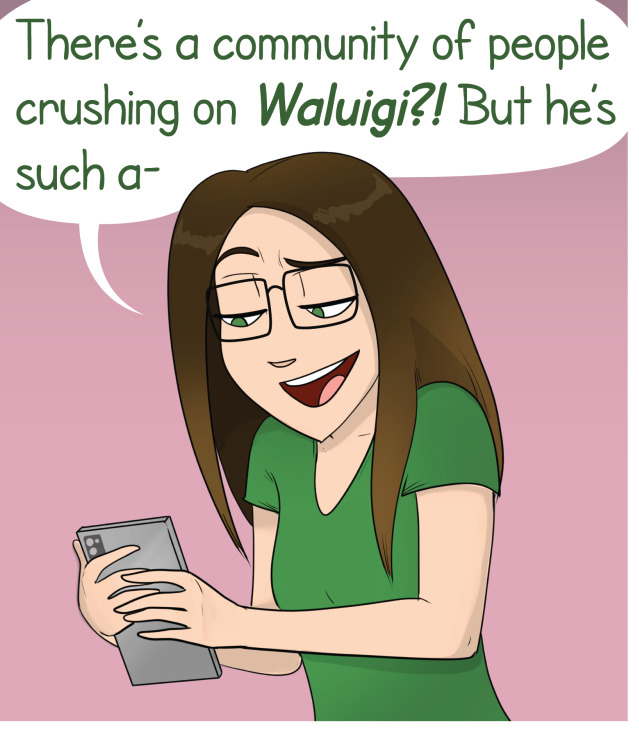 There's a community of people
crushing on Waluigi?! But he's
such a-